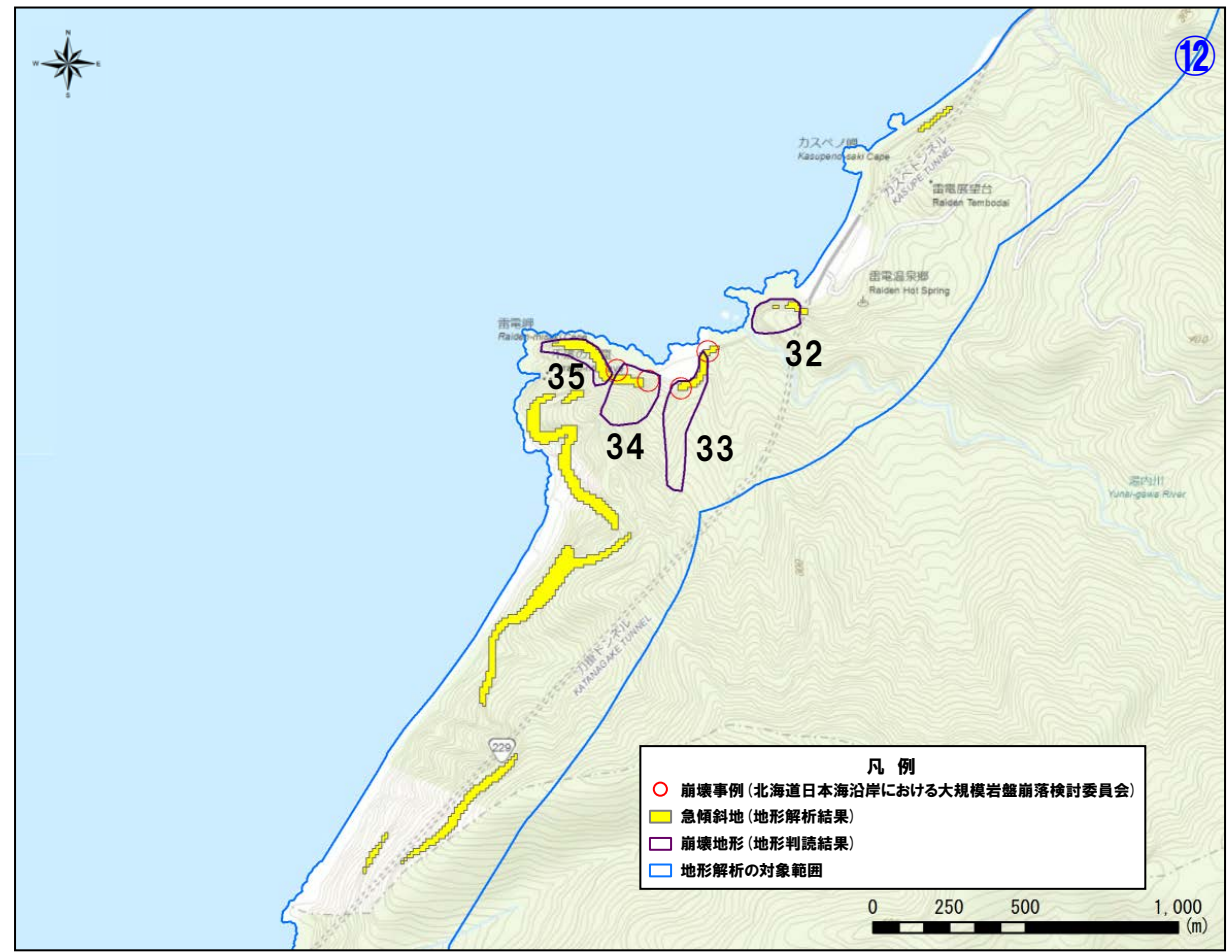 N
W
E
S
⑫
カスペノ岬
Kasupeno-saki Cape
カスペトンネル
KASUPE TUNNEL
雷電展望台
Raiden Tembodai
雷電温泉郷
Raiden Hot Spring
雷電岬
35
34
33
32
湯内川
Yunai-gawa River
400
300
刀掛トンネル
KATANAGAKE TUNNEL
229
凡 例
崩壊事例(北海道日本海沿岸における大規模岩盤崩落検討委員会)
急傾斜地(地形解析結果)
崩壊地形(地形判読結果)
地形解析の対象範囲
0 250 500 1,000
(m)